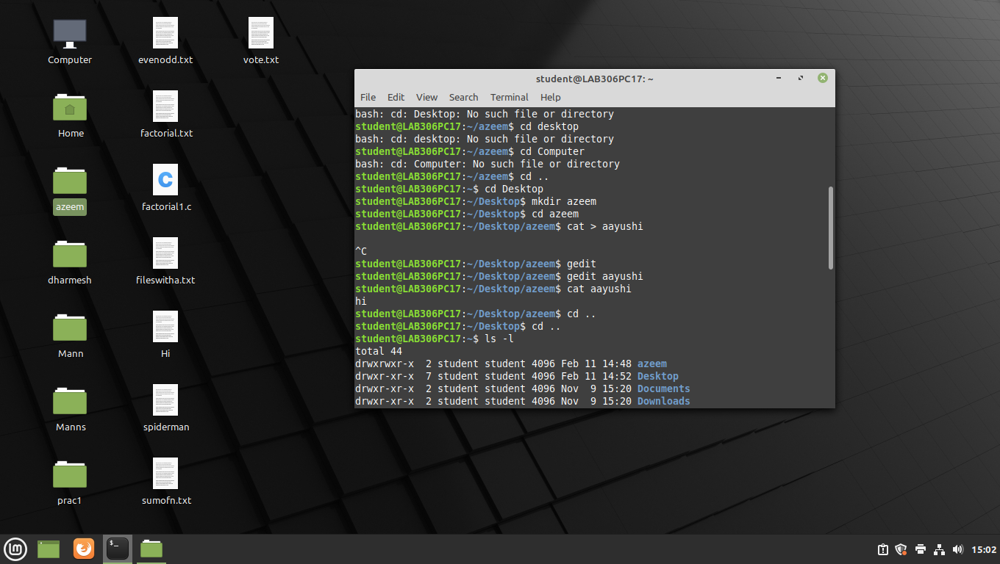 Computer
evenodd.txt
vote.txt
Home
factorial.txt
azeem
C
factorial1.c
dharmesh
fileswitha.txt
Mann
Hi
Manns
spiderman
prac1
sumofn.txt
student@LAB306PC17: ~
File Edit View Search Terminal Help
bash: cd: Desktop: No such file or directory
student@LAB306PC17:~/azeem$ cd desktop
bash: cd: desktop: No such file or directory
student@LAB306PC17:~/azeem$ cd Computer
bash: cd: Computer: No such file or directory
student@LAB306PC17:~/azeem$ cd ..
student@LAB306PC17:~$ cd Desktop
student@LAB306PC17:~/Desktop$ mkdir azeem
student@LAB306PC17:~/Desktop$ cd azeem
student@LAB306PC17:~/Desktop/azeem$ cat > aayushi
^C
student@LAB306PC17:~/Desktop/azeem$ gedit
student@LAB306PC17:~/Desktop/azeem$ gedit aayushi
student@LAB306PC17:~/Desktop/azeem$ cat aayushi
hi
student@LAB306PC17:~/Desktop/azeem$ cd ..
student@LAB306PC17:~/Desktop$ cd ..
student@LAB306PC17:~$ ls -l
total 44
drwxrwxr-x  2 student student 4096 Feb 11 14:48 azeem
drwxr-xr-x  7 student student 4096 Feb 11 14:52 Desktop
drwxr-xr-x  2 student student 4096 Nov  9 15:20 Documents
drwxr-xr-x  2 student student 4096 Nov  9 15:20 Downloads
$_
15:02